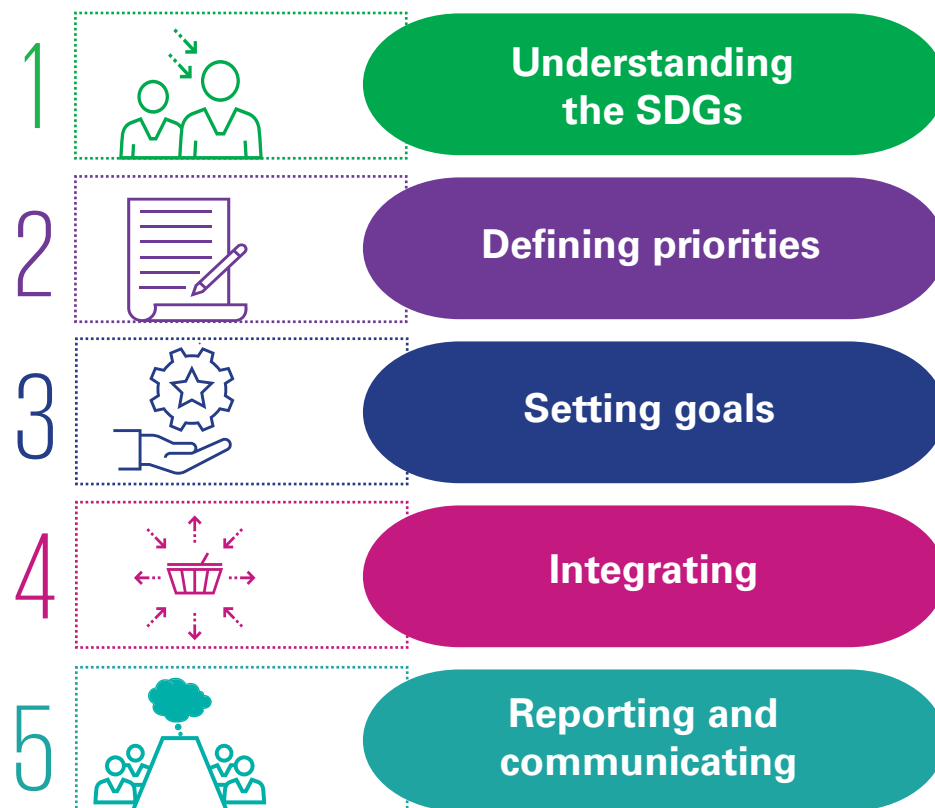 1
Understanding
the SDGs
2
Defining priorities
3
Setting goals
4
Integrating
5
Reporting and
communicating